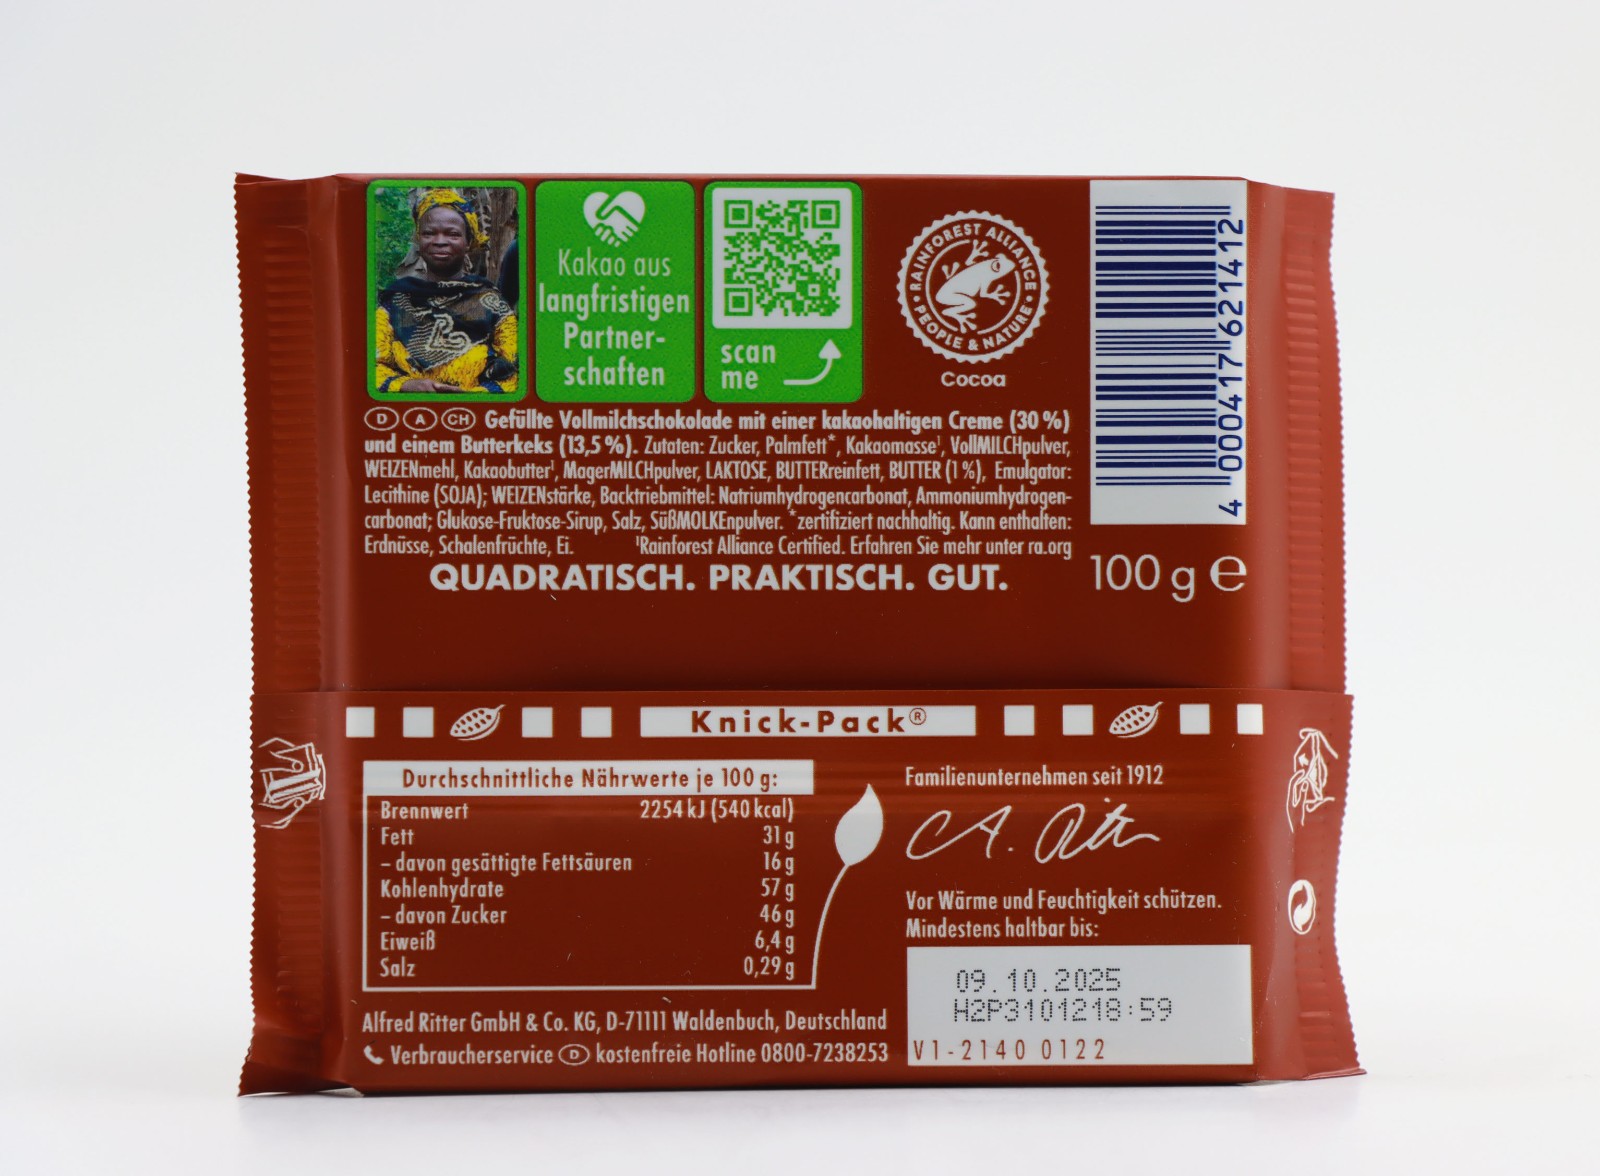 Kakao aus
langfristigen
Partner-
schaften
scan
me
RAINFOREST ALLIANCE
PEOPLE & NATURE
Cocoa
4 000417 621412
D A CH Gefüllte Vollmilchschokolade mit einer kakaohaltigen Creme (30 %)
und einem Butterkeks (13,5 %). Zutaten: Zucker, Palmfett*, Kakaomasse¹, VollMILCHpulver,
WEIZENmehl, Kakaobutter¹, MagerMILCHpulver, LAKTOSE, BUTTERreinfett, BUTTER (1 %), Emulgator:
Lecithine (SOJA); WEIZENstärke, Backtriebmittel: Natriumhydrogencarbonat, Ammoniumhydrogen-
carbonat; Glukose-Fruktose-Sirup, Salz, SüßMOLKEnpulver. *zertifiziert nachhaltig. Kann enthalten:
Erdnüsse, Schalenfrüchte, Ei. ¹Rainforest Alliance Certified. Erfahren Sie mehr unter ra.org
QUADRATISCH. PRAKTISCH. GUT.
100 g e
Knick-Pack®
Durchschnittliche Nährwerte je 100 g:
Brennwert 2254 kJ (540 kcal)
Fett 31 g
– davon gesättigte Fettsäuren 16 g
Kohlenhydrate 57 g
– davon Zucker 46 g
Eiweiß 6,4 g
Salz 0,29 g
Alfred Ritter GmbH & Co. KG, D-71111 Waldenbuch, Deutschland
Verbraucherservice D kostenfreie Hotline 0800-7238253
Familienunternehmen seit 1912
A. Ritter
Vor Wärme und Feuchtigkeit schützen.
Mindestens haltbar bis:
09.10.2025
H2P3101218:59
V1-2140 0122